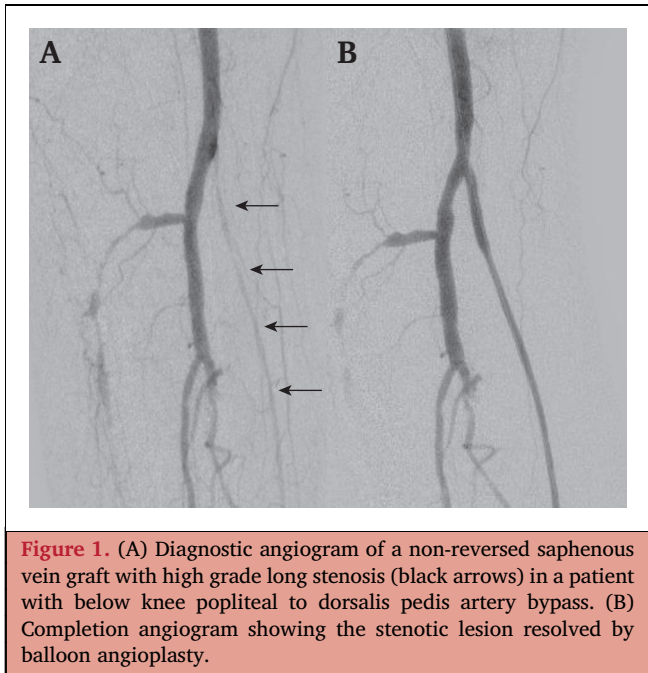 A
B
Figure 1. (A) Diagnostic angiogram of a non-reversed saphenous
vein graft with high grade long stenosis (black arrows) in a patient
with below knee popliteal to dorsalis pedis artery bypass. (B)
Completion angiogram showing the stenotic lesion resolved by
balloon angioplasty.